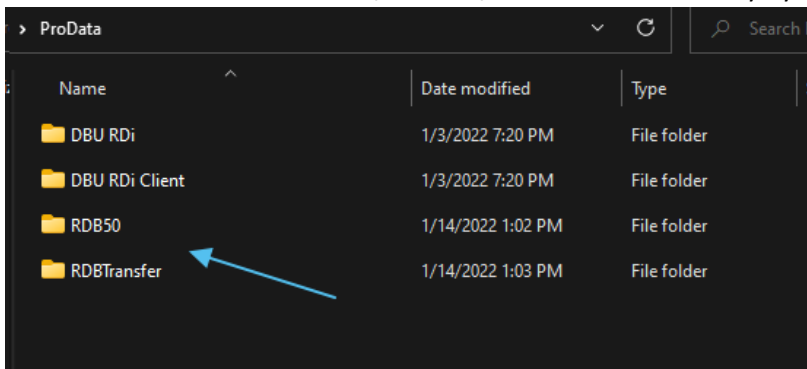 ProData
Search
Name Date modified Type
DBU RDi 1/3/2022 7:20 PM File folder
DBU RDi Client 1/3/2022 7:20 PM File folder
RDB50 1/14/2022 1:02 PM File folder
RDBTransfer 1/14/2022 1:03 PM File folder